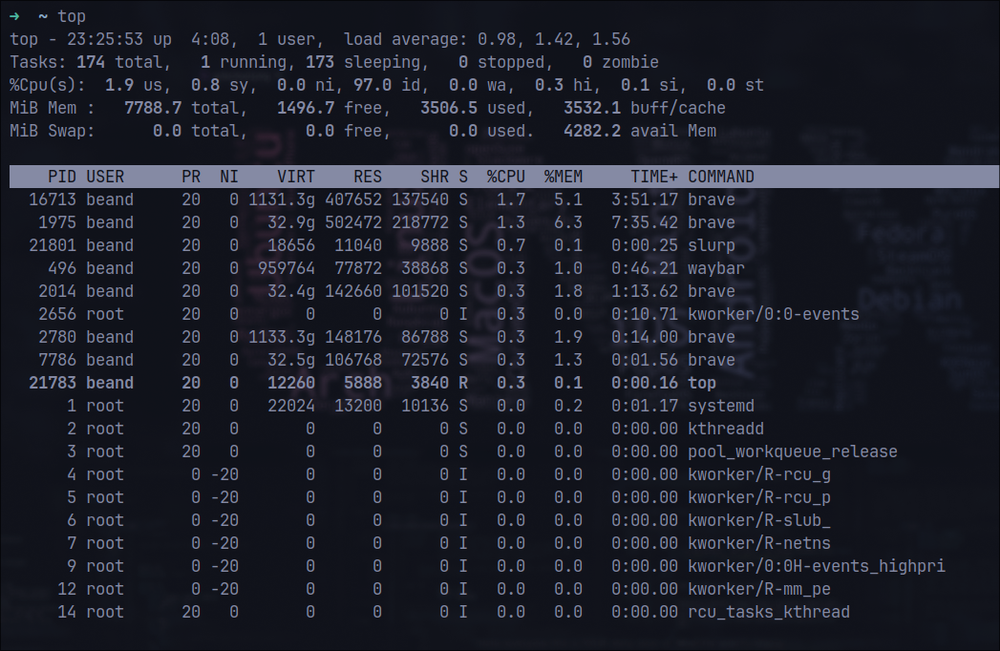 →  ~ top
top - 23:25:53 up  4:08,  1 user,  load average: 0.98, 1.42, 1.56
Tasks: 174 total,   1 running, 173 sleeping,   0 stopped,   0 zombie
%Cpu(s):  1.9 us,  0.8 sy,  0.0 ni, 97.0 id,  0.0 wa,  0.3 hi,  0.1 si,  0.0 st
MiB Mem :   7788.7 total,   1496.7 free,   3506.5 used,   3532.1 buff/cache
MiB Swap:      0.0 total,      0.0 free,      0.0 used.   4282.2 avail Mem
    PID USER      PR  NI    VIRT    RES    SHR S  %CPU  %MEM     TIME+ COMMAND
  16713 beand     20   0 1131.3g 407652 137540 S   1.7   5.1   3:51.17 brave
   1975 beand     20   0   32.9g 502472 218772 S   1.3   6.3   7:35.42 brave
  21801 beand     20   0   18656  11040   9888 S   0.7   0.1   0:00.25 slurp
    496 beand     20   0  959764  77872  38868 S   0.3   1.0   0:46.21 waybar
   2014 beand     20   0   32.4g 142660 101520 S   0.3   1.8   1:13.62 brave
   2656 root      20   0       0      0      0 I   0.3   0.0   0:10.71 kworker/0:0-events
   2780 beand     20   0 1133.3g 148176  86788 S   0.3   1.9   0:14.00 brave
   7786 beand     20   0   32.5g 106768  72576 S   0.3   1.3   0:01.56 brave
  21783 beand     20   0   12260   5888   3840 R   0.3   0.1   0:00.16 top
      1 root      20   0   22024  13200  10136 S   0.0   0.2   0:01.17 systemd
      2 root      20   0       0      0      0 S   0.0   0.0   0:00.00 kthreadd
      3 root      20   0       0      0      0 S   0.0   0.0   0:00.00 pool_workqueue_release
      4 root       0 -20       0      0      0 I   0.0   0.0   0:00.00 kworker/R-rcu_g
      5 root       0 -20       0      0      0 I   0.0   0.0   0:00.00 kworker/R-rcu_p
      6 root       0 -20       0      0      0 I   0.0   0.0   0:00.00 kworker/R-slub_
      7 root       0 -20       0      0      0 I   0.0   0.0   0:00.00 kworker/R-netns
      9 root       0 -20       0      0      0 I   0.0   0.0   0:00.00 kworker/0:0H-events_highpri
     12 root       0 -20       0      0      0 I   0.0   0.0   0:00.00 kworker/R-mm_pe
     14 root      20   0       0      0      0 I   0.0   0.0   0:00.00 rcu_tasks_kthread
MacOS
Android
Fedora
Debian
Arch